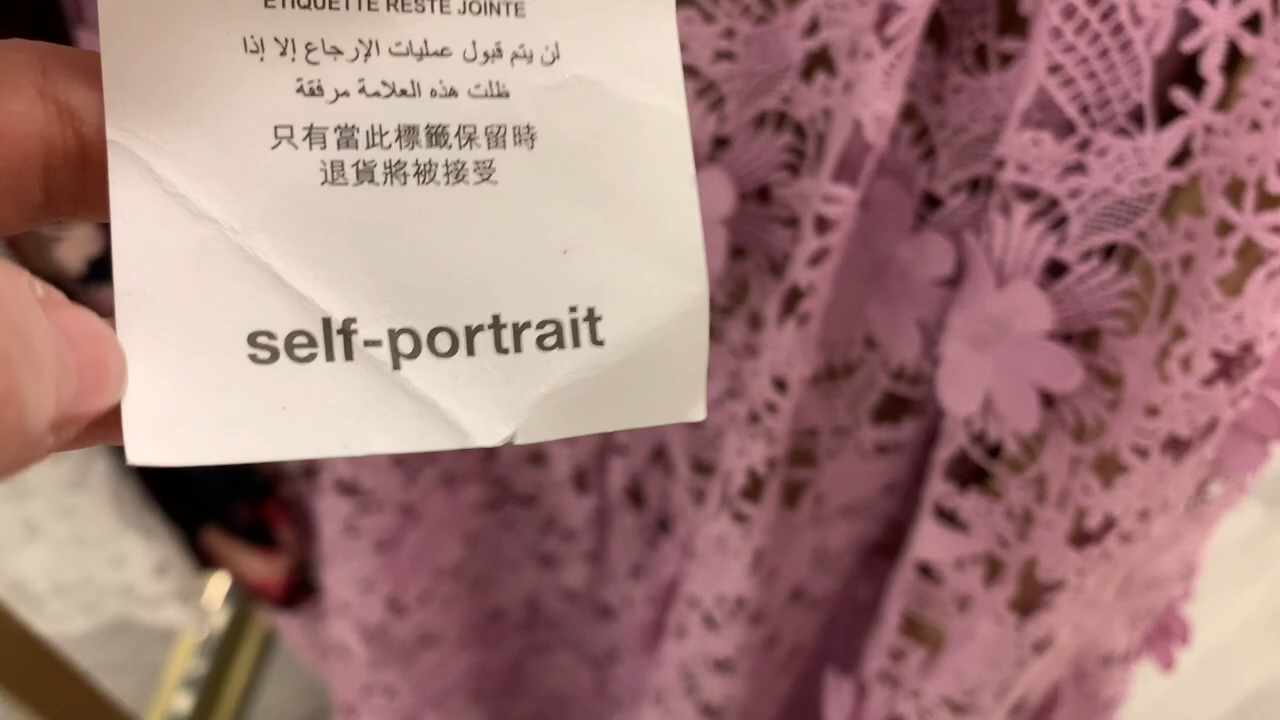 ETIQUETTE RESTE JOINTE
لن يتم قبول عمليات الإرجاع إلا إذا
ظلت هذه العلامة مرفقة
只有當此標籤保留時
退貨將被接受
self-portrait